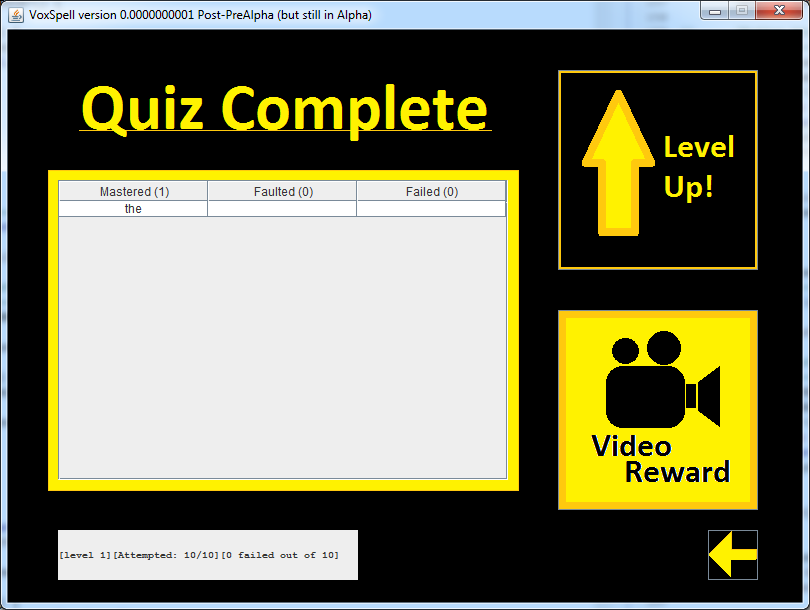 VoxSpell version 0.0000000001 Post-PreAlpha (but still in Alpha)
Quiz Complete
Level
Up!
Mastered (1) Faulted (0) Failed (0)
the
Video
Reward
[level 1][Attempted: 10/10][0 failed out of 10]